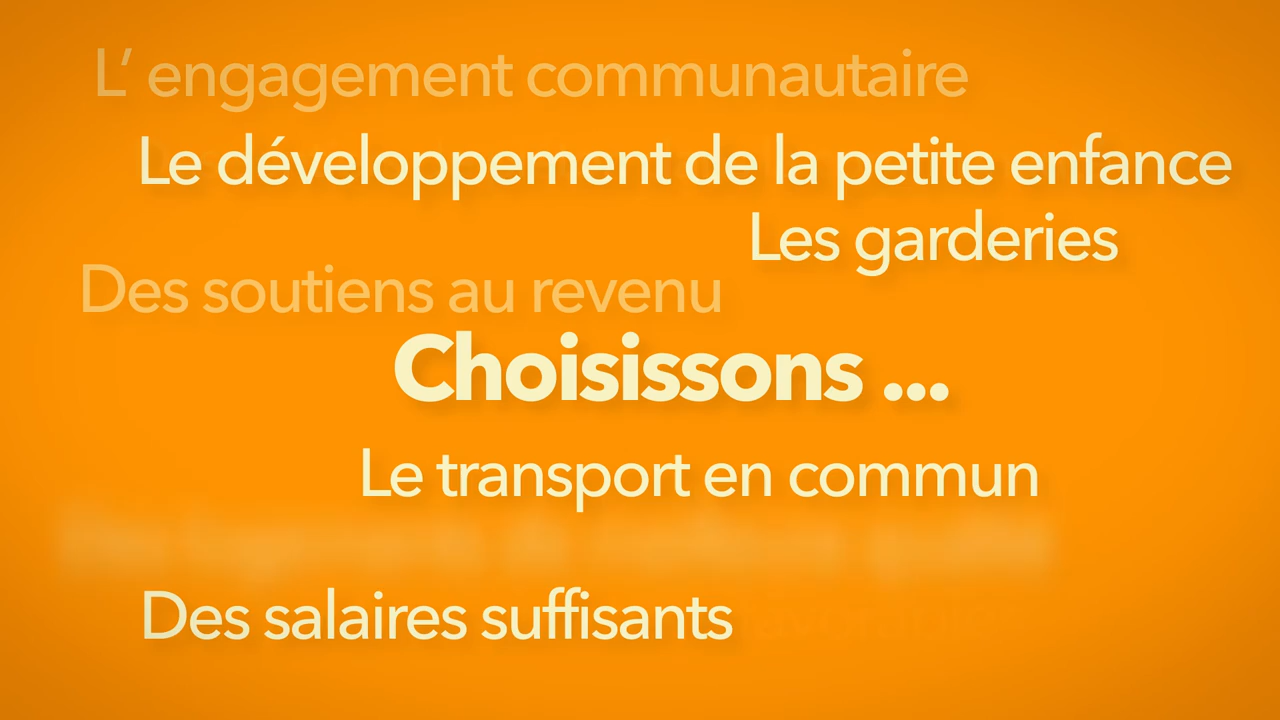 L’ engagement communautaire
Le développement de la petite enfance
Les garderies
Des soutiens au revenu
Choisissons ...
Le transport en commun
Des salaires suffisants